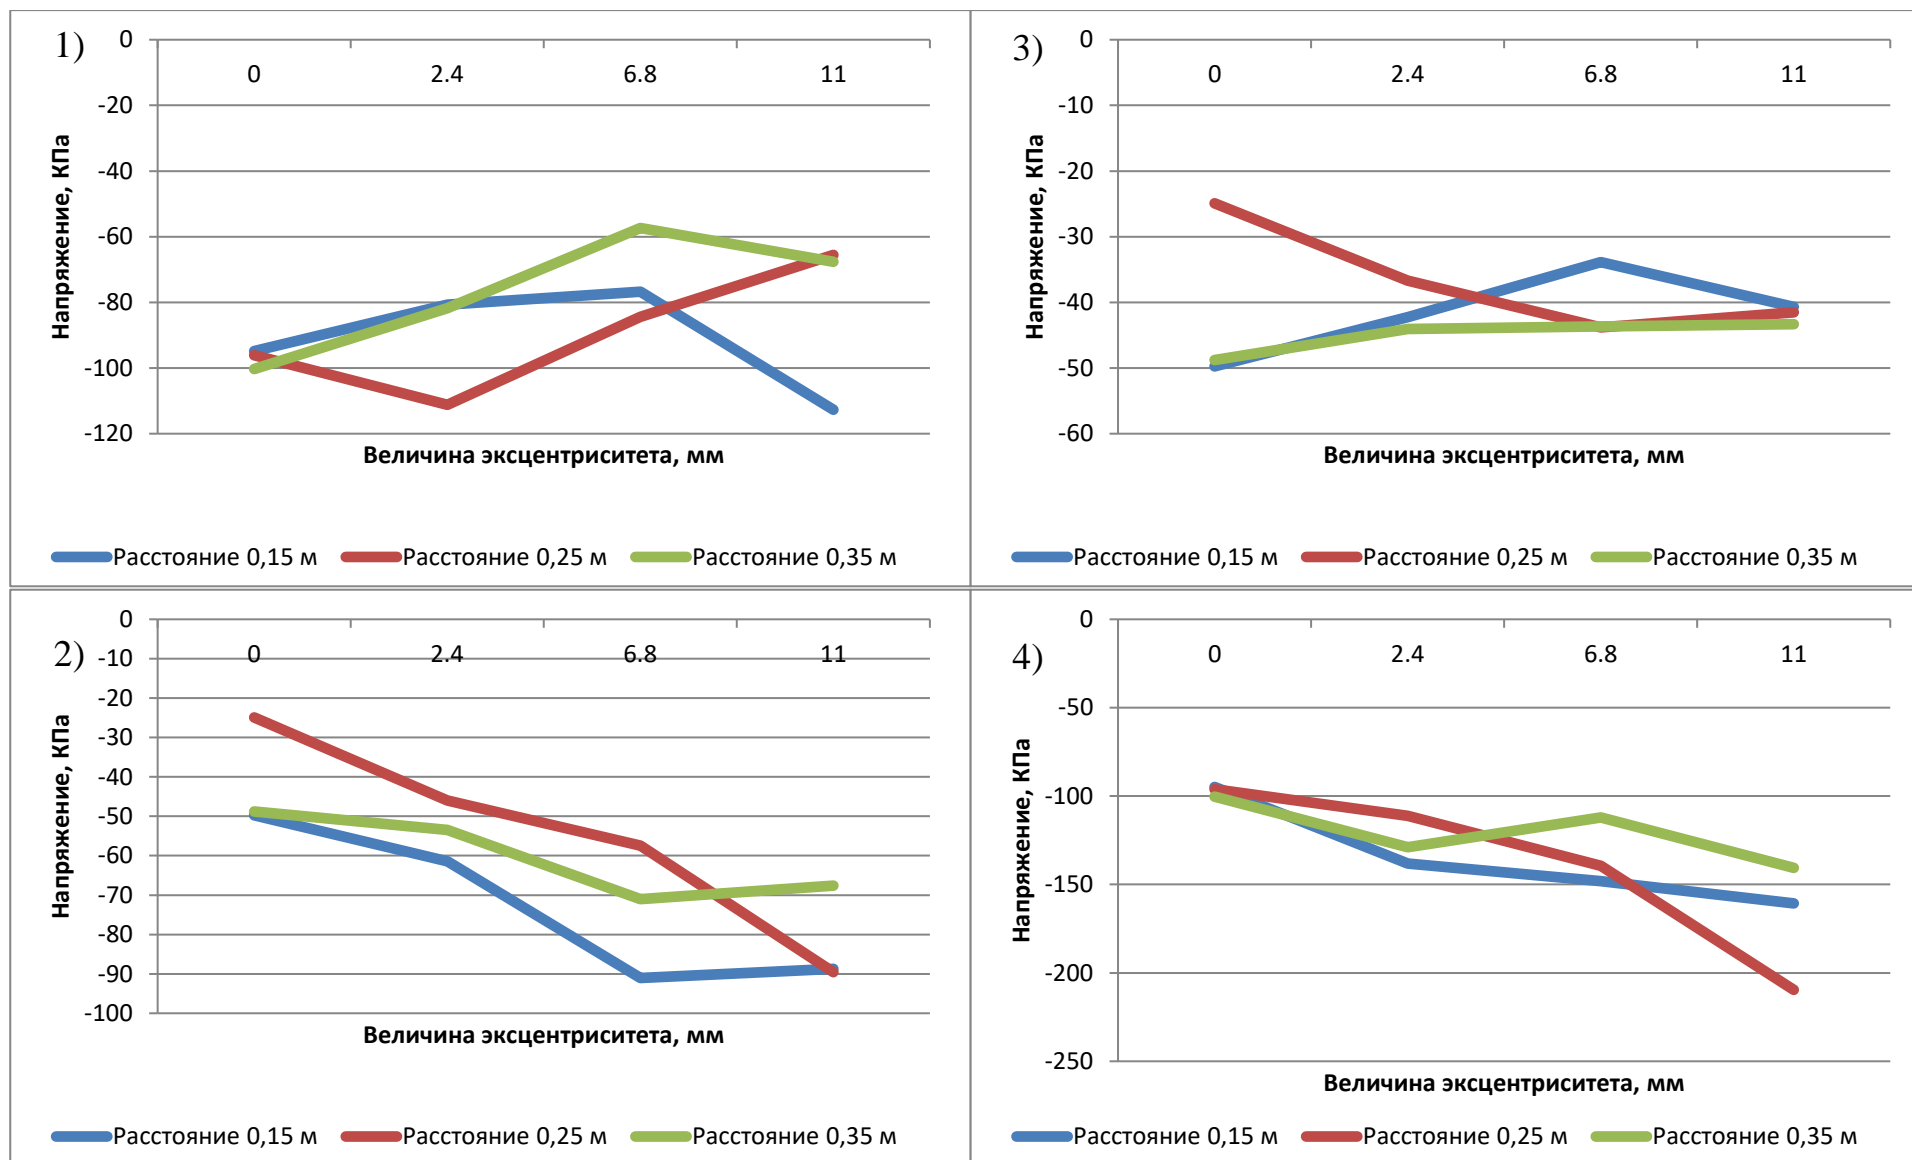 1)
0
-20
-40
-60
-80
-100
-120
0 2.4 6.8 11
Напряжение, КПа
Величина эксцентриситета, мм
Расстояние 0,15 м Расстояние 0,25 м Расстояние 0,35 м
3)
0
-10
-20
-30
-40
-50
-60
0 2.4 6.8 11
Напряжение, КПа
Величина эксцентриситета, мм
Расстояние 0,15 м Расстояние 0,25 м Расстояние 0,35 м
2)
0
-10
-20
-30
-40
-50
-60
-70
-80
-90
-100
0 2.4 6.8 11
Напряжение, КПа
Величина эксцентриситета, мм
Расстояние 0,15 м Расстояние 0,25 м Расстояние 0,35 м
4)
0
-50
-100
-150
-200
-250
0 2.4 6.8 11
Напряжение, КПа
Величина эксцентриситета, мм
Расстояние 0,15 м Расстояние 0,25 м Расстояние 0,35 м